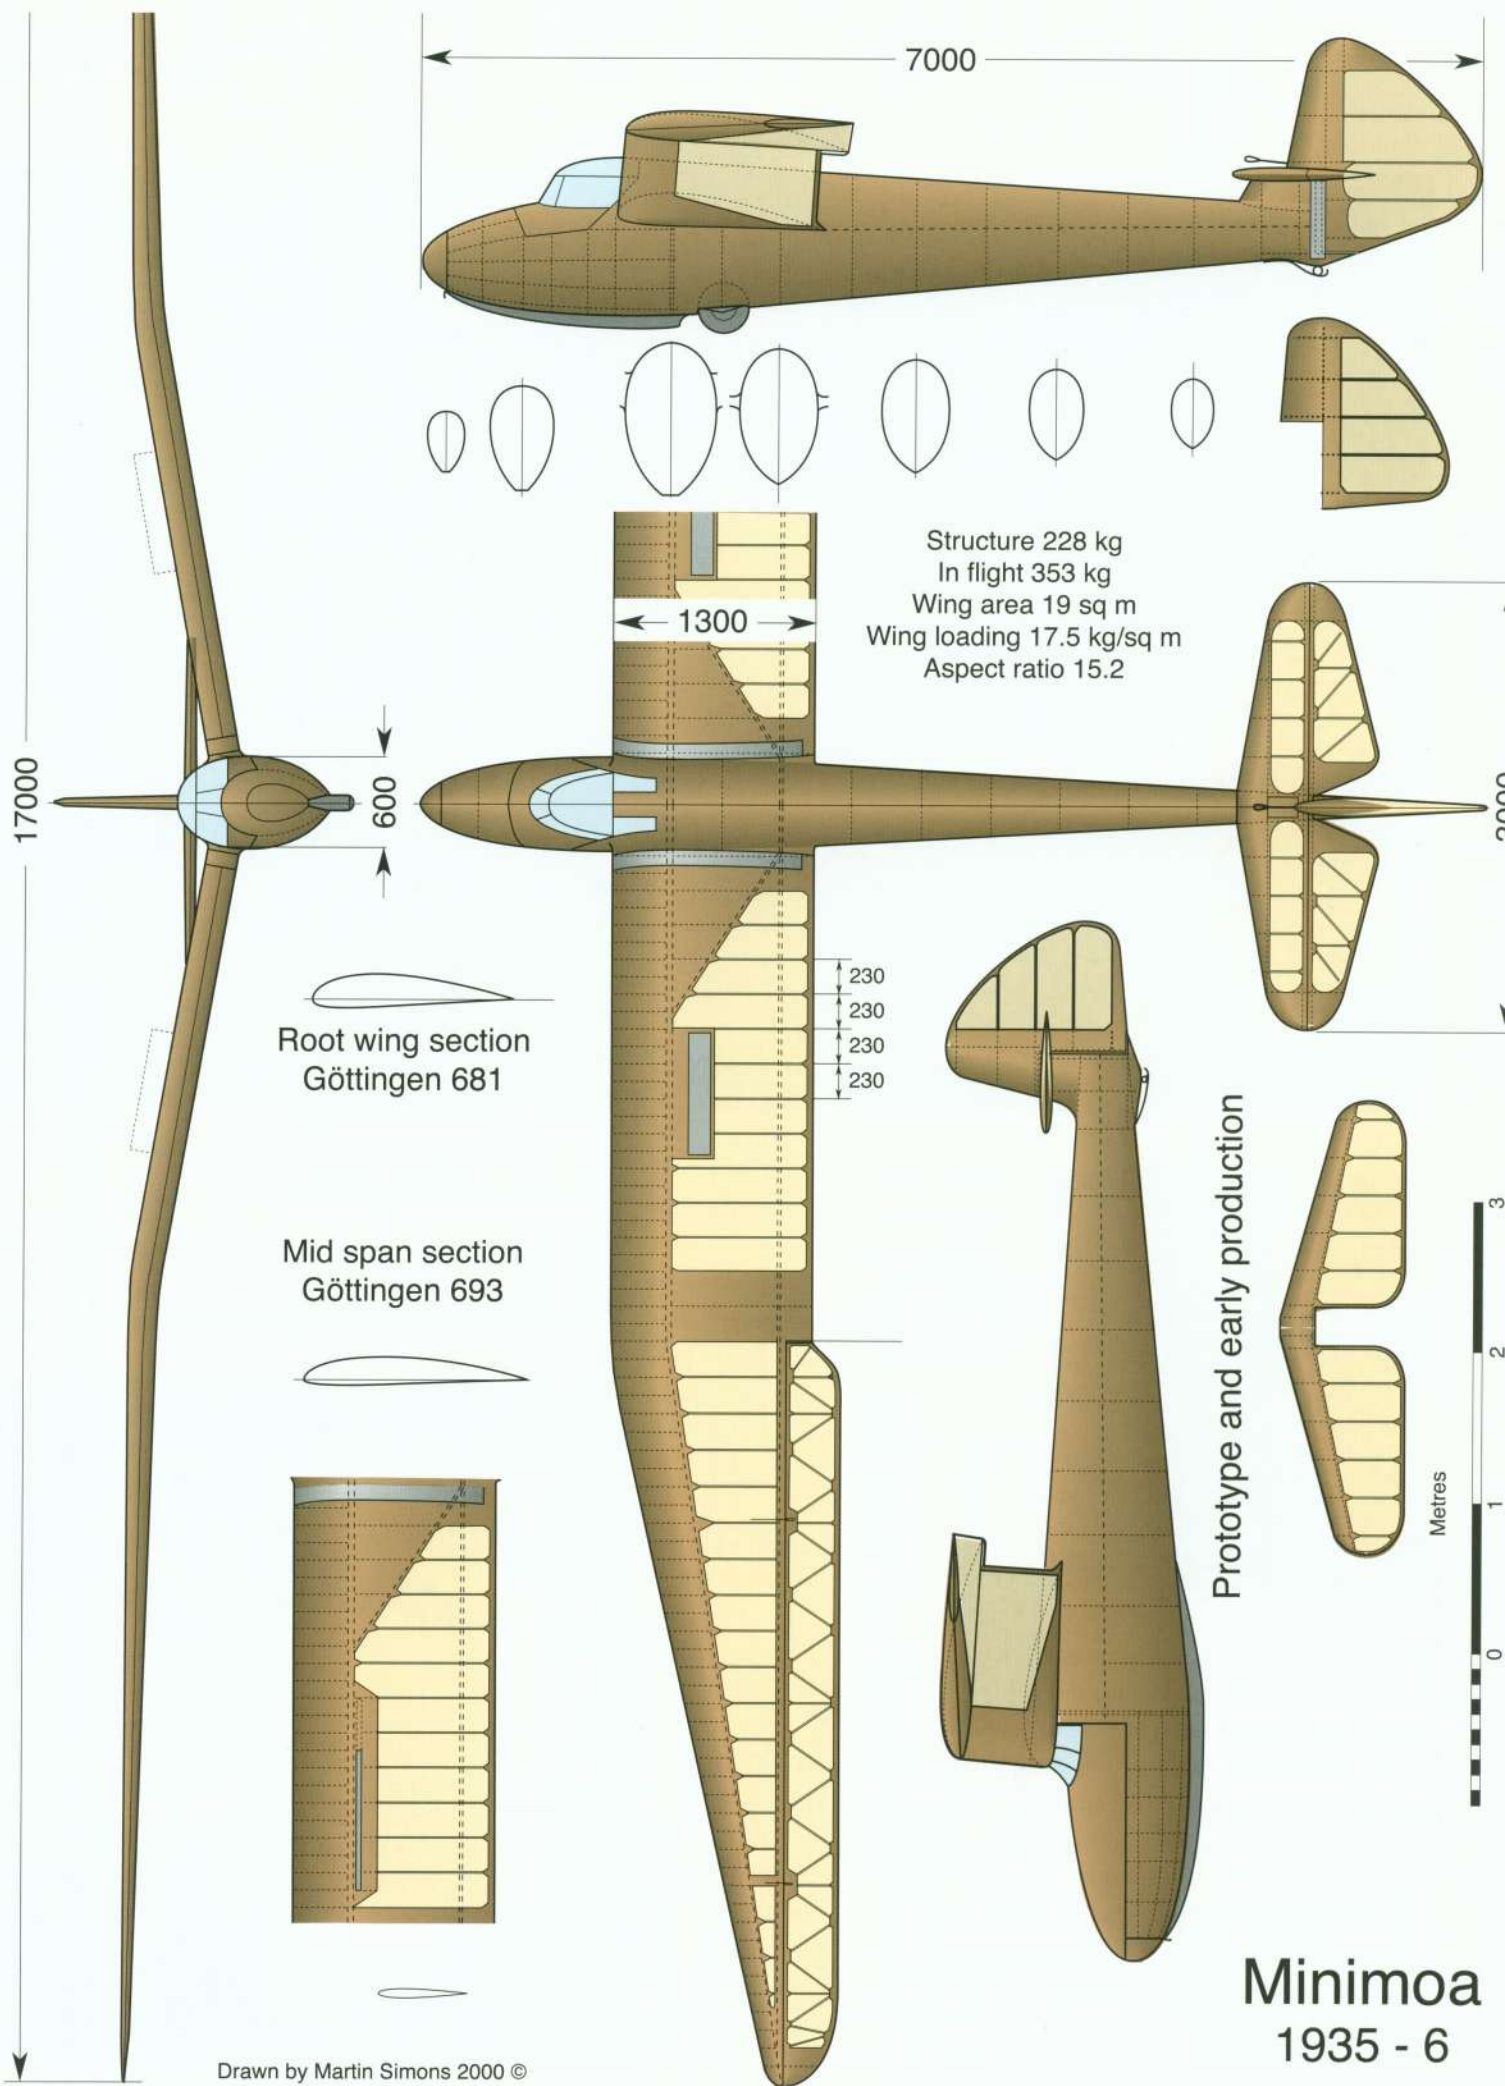 7000
Structure 228 kg
In flight 353 kg
Wing area 19 sq m
Wing loading 17.5 kg/sq m
Aspect ratio 15.2
1300
17000
600
230
230
230
230
Root wing section
Göttingen 681
Mid span section
Göttingen 693
Prototype and early production
3
2
1
0
Metres
Minimoa
1935 - 6
Drawn by Martin Simons 2000 ©